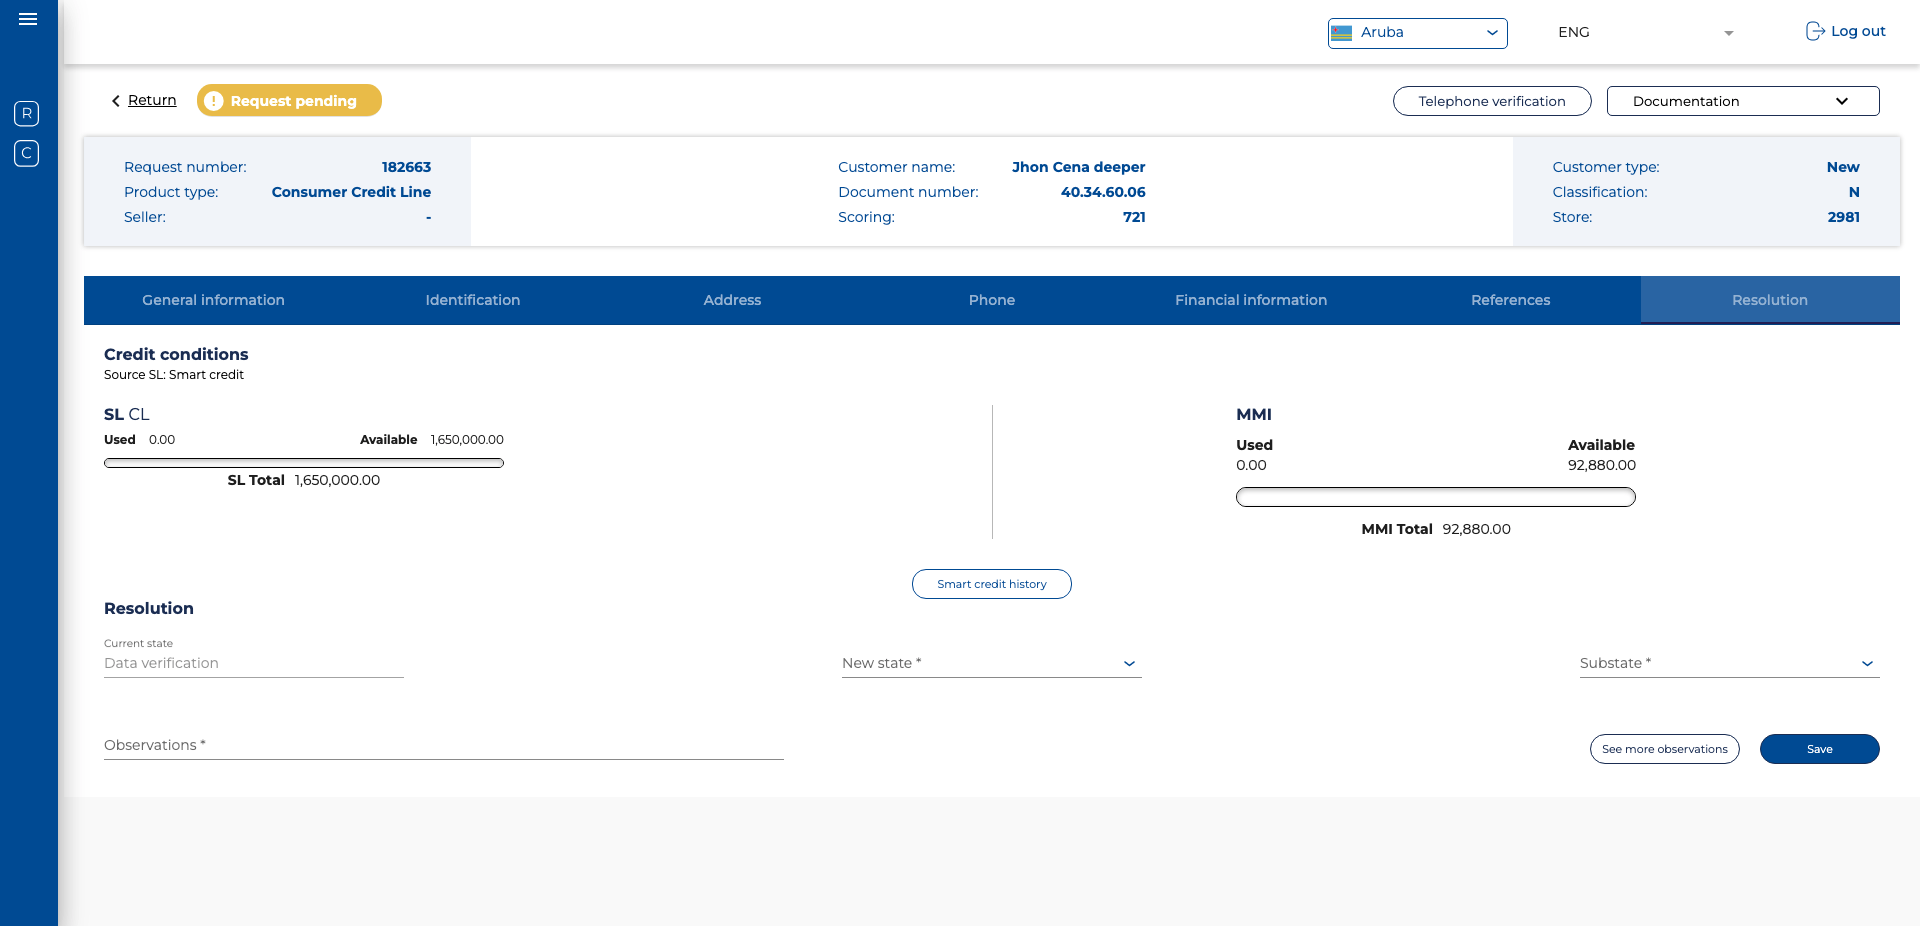 Aruba
ENG
Log out
R
C
Return
Request pending
Telephone verification
Documentation
Request number: 182663
Product type: Consumer Credit Line
Seller: -
Customer name: Jhon Cena deeper
Document number: 40.34.60.06
Scoring: 721
Customer type: New
Classification: N
Store: 2981
General information
Identification
Address
Phone
Financial information
References
Resolution
Credit conditions
Source SL: Smart credit
SL CL
Used 0.00 Available 1,650,000.00
SL Total 1,650,000.00
MMI
Used Available
0.00 92,880.00
MMI Total 92,880.00
Smart credit history
Resolution
Current state
Data verification
New state *
Substate *
Observations *
See more observations
Save